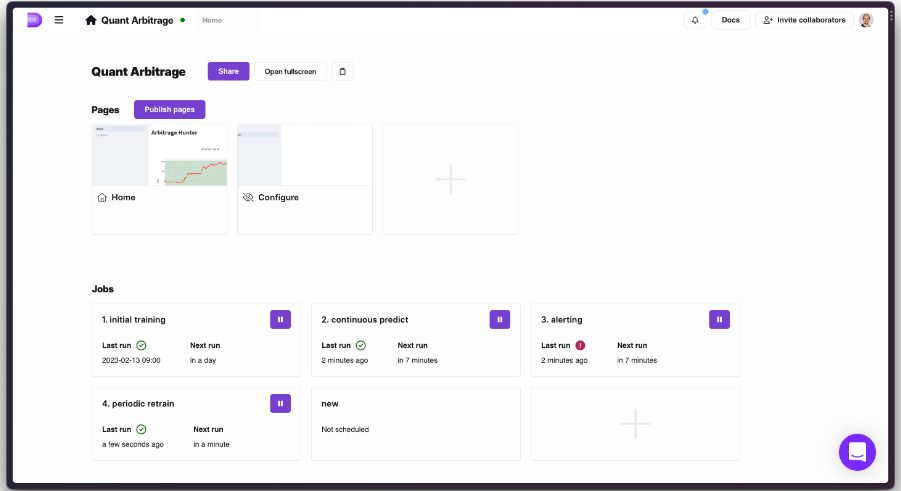 Quant Arbitrage
Home
Docs
Invite collaborators
Quant Arbitrage
Share
Open fullscreen
Pages
Publish pages
Arbitrage Hunter
Home
Configure
Jobs
1. initial training
Last run
Next run
2023-02-13 09:00
in a day
2. continuous predict
Last run
Next run
2 minutes ago
in 7 minutes
3. alerting
Last run
Next run
2 minutes ago
in 7 minutes
4. periodic retrain
Last run
Next run
a few seconds ago
in a minute
new
Not scheduled